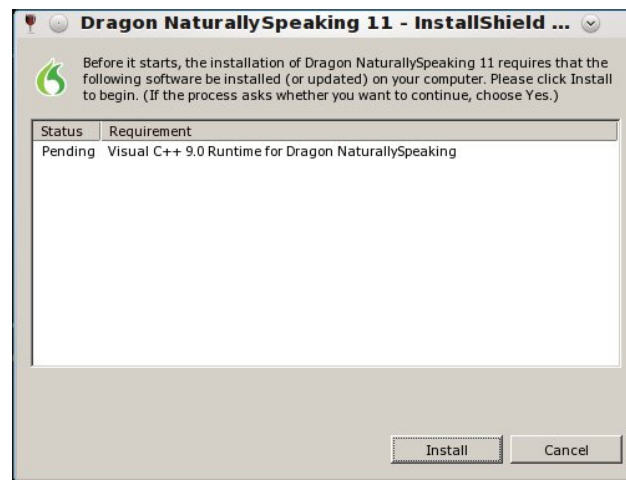 Dragon NaturallySpeaking 11 - InstallShield ...
Before it starts, the installation of Dragon NaturallySpeaking 11 requires that the
following software be installed (or updated) on your computer. Please click Install
to begin. (If the process asks whether you want to continue, choose Yes.)
Status Requirement
Pending Visual C++ 9.0 Runtime for Dragon NaturallySpeaking
Install Cancel